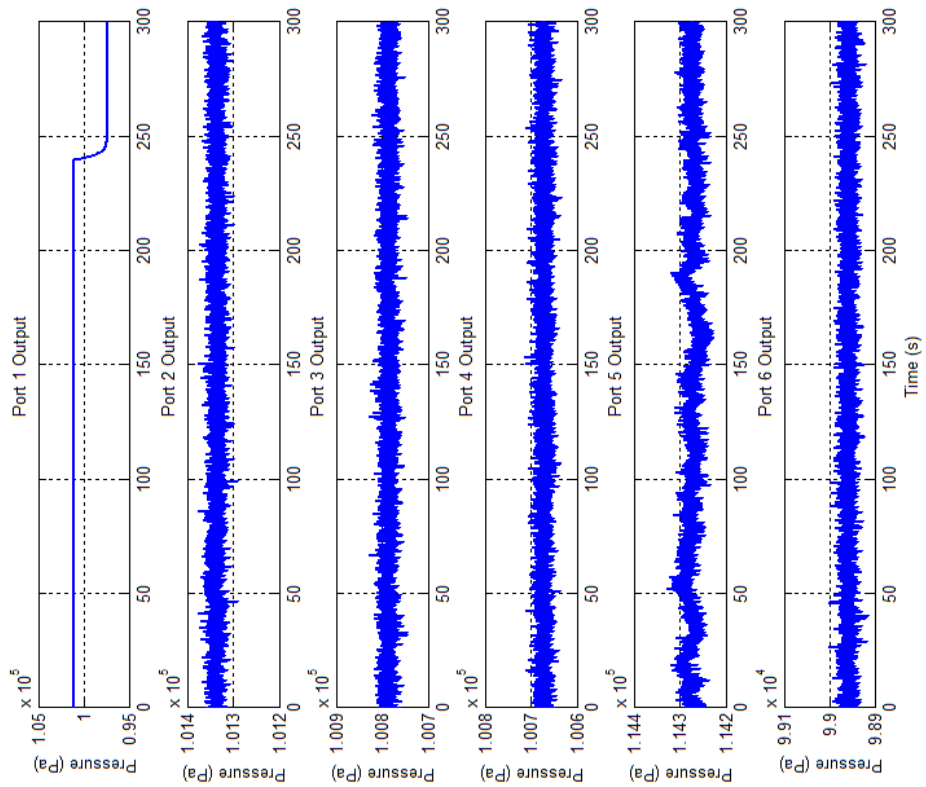 Port 1 Output
x 10^5
1.05
1
0.95
Pressure (Pa)
0 50 100 150 200 250 300
Port 2 Output
x 10^5
1.014
1.013
1.012
Pressure (Pa)
0 50 100 150 200 250 300
Port 3 Output
x 10^5
1.009
1.008
1.007
Pressure (Pa)
0 50 100 150 200 250 300
Port 4 Output
x 10^5
1.008
1.007
1.006
Pressure (Pa)
0 50 100 150 200 250 300
Port 5 Output
x 10^5
1.144
1.143
1.142
Pressure (Pa)
0 50 100 150 200 250 300
Port 6 Output
x 10^4
9.91
9.9
9.89
Pressure (Pa)
0 50 100 150 200 250 300
Time (s)